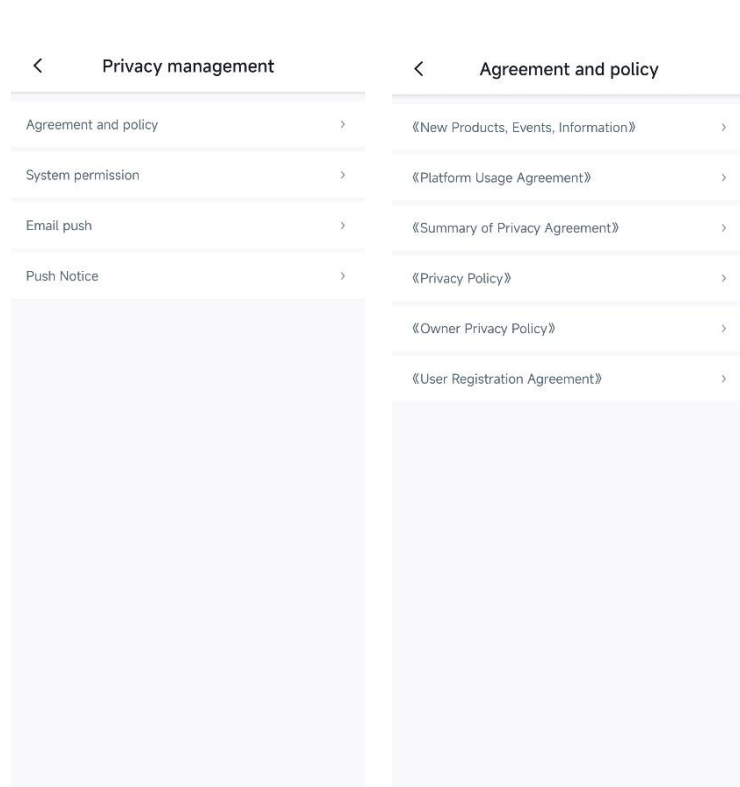 Privacy management
Agreement and policy
System permission
Email push
Push Notice
Agreement and policy
《New Products, Events, Information》
《Platform Usage Agreement》
《Summary of Privacy Agreement》
《Privacy Policy》
《Owner Privacy Policy》
《User Registration Agreement》